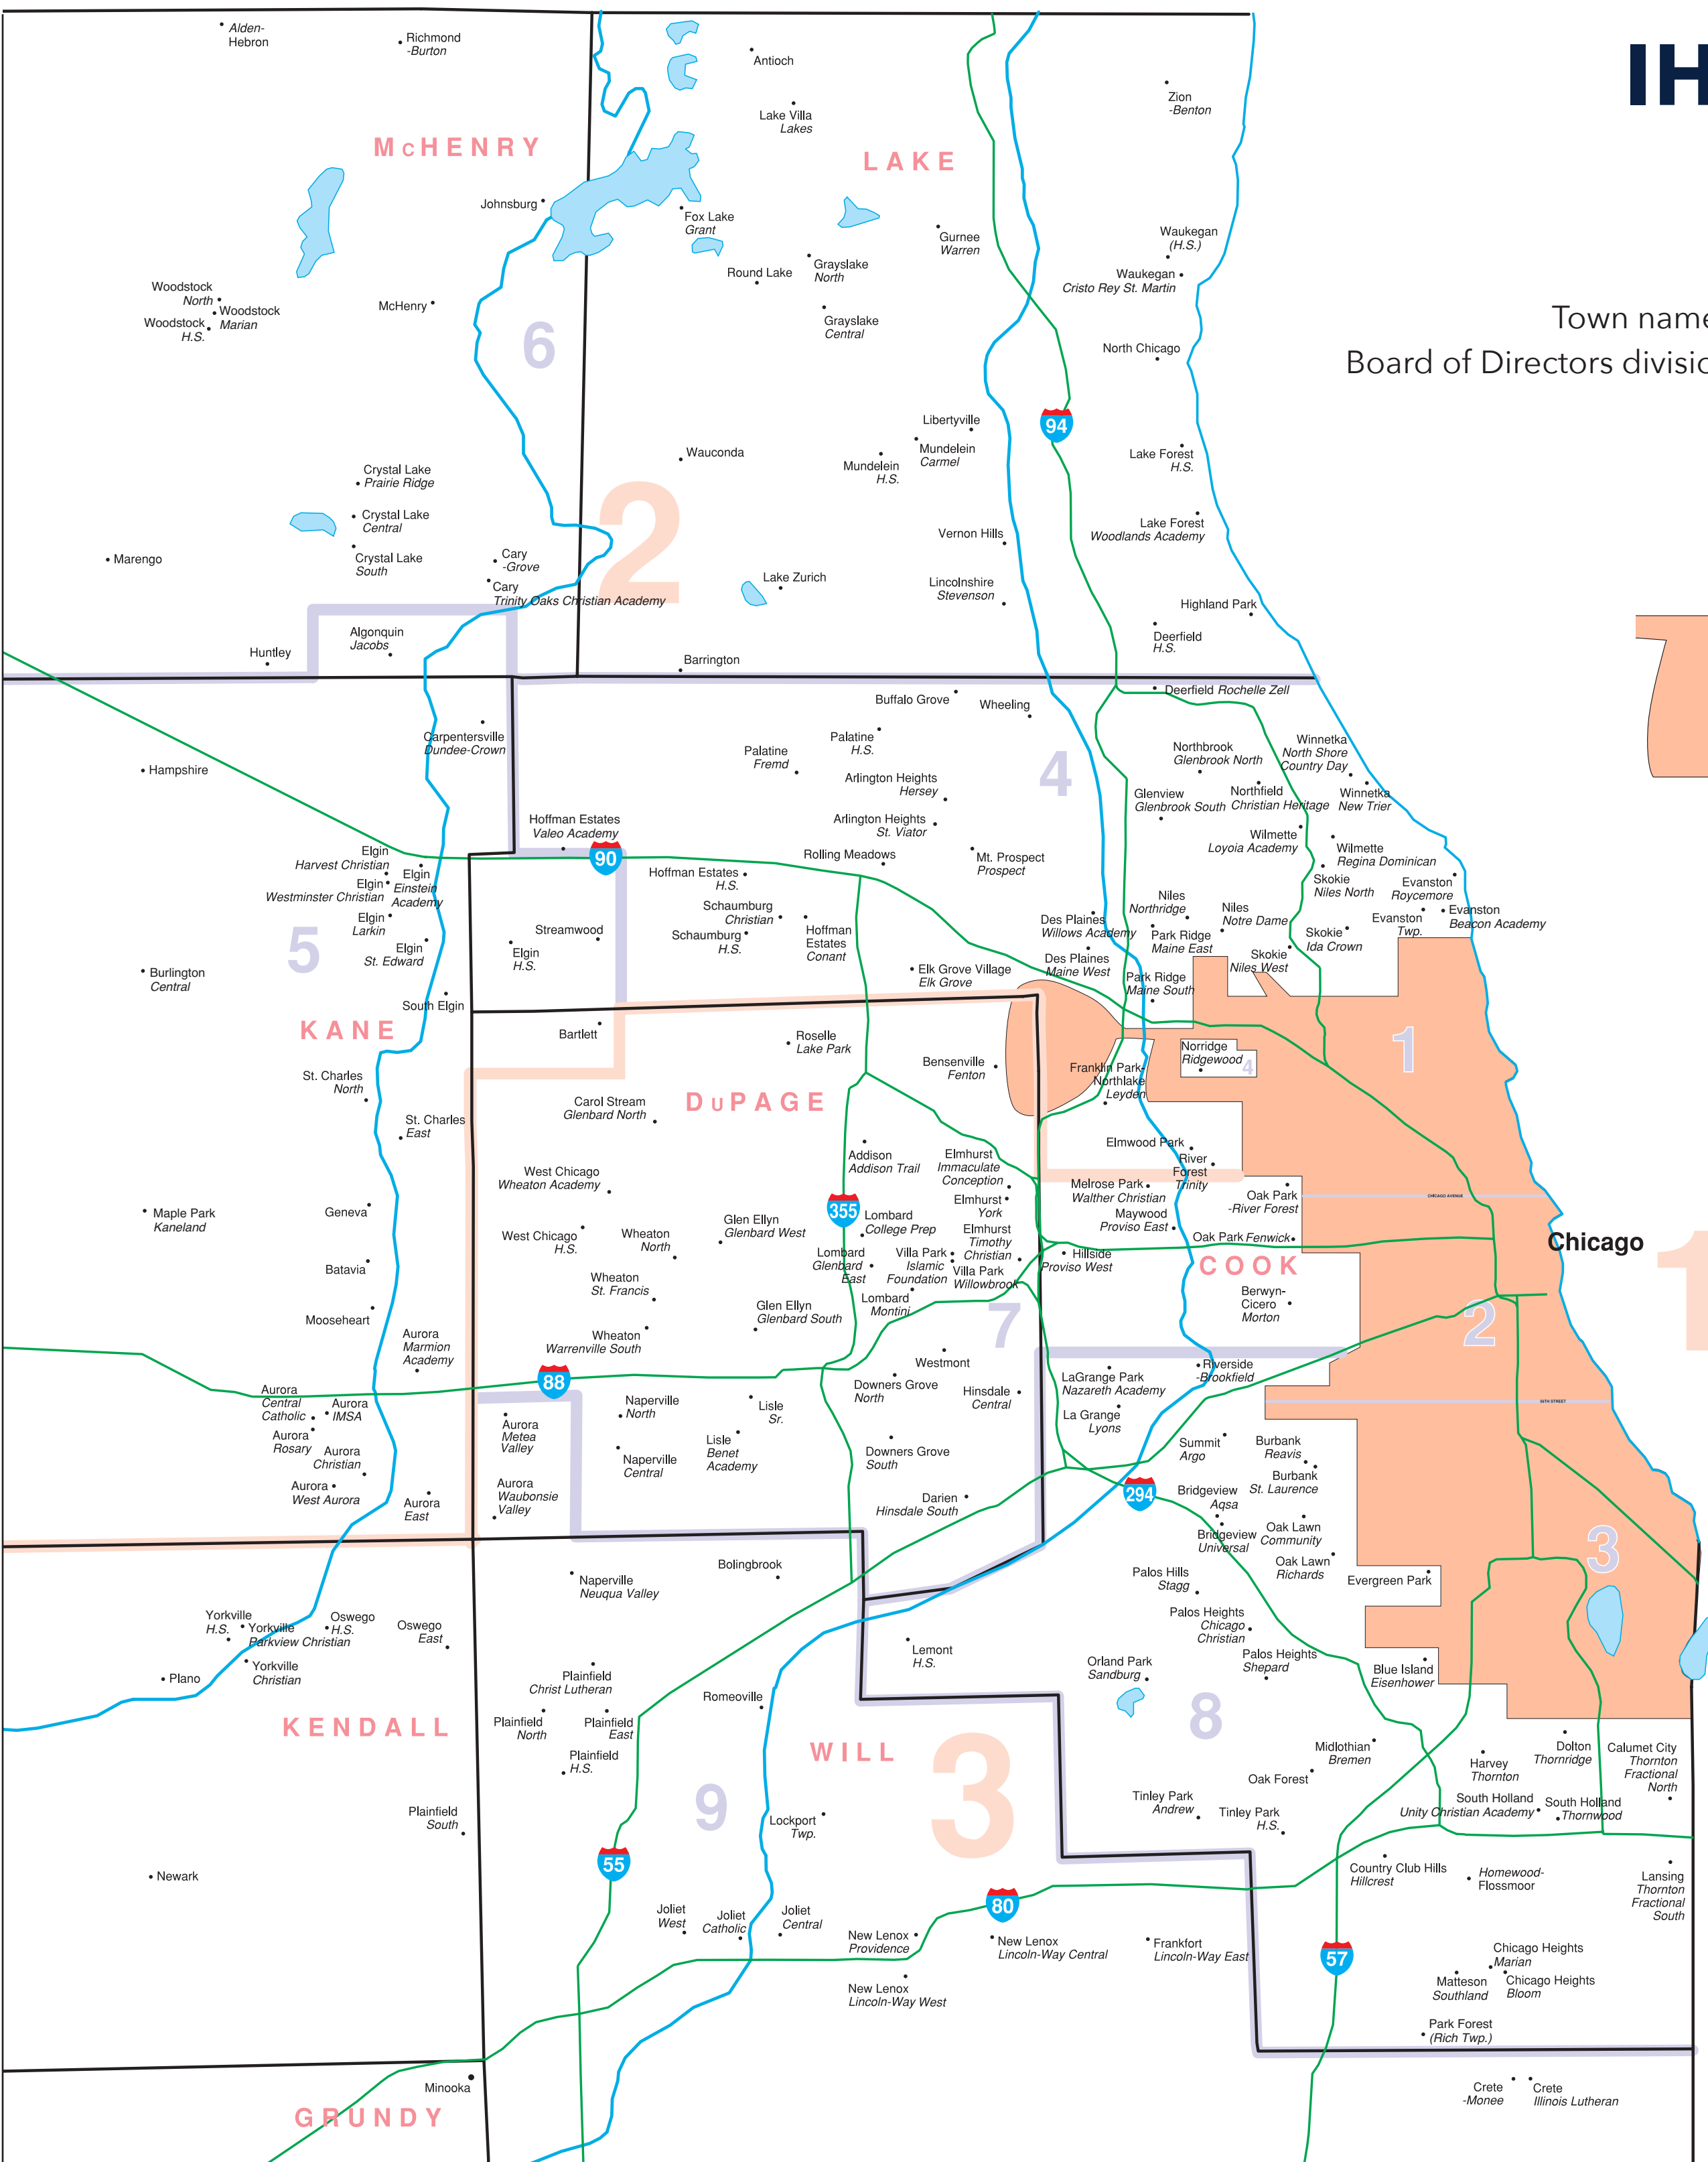 IH
Town name
Board of Directors divisio
Alden-
Hebron
Richmond
-Burton
Antioch
Zion
-Benton
Lake Villa
Lakes
McHENRY
LAKE
Johnsburg
Fox Lake
Grant
Gurnee
Warren
Waukegan
(H.S.)
Round Lake
Grayslake
North
Waukegan
Cristo Rey St. Martin
Woodstock
North
Woodstock
Marian
Woodstock
H.S.
McHenry
Grayslake
Central
6
North Chicago
94
Libertyville
Mundelein
Carmel
Mundelein
H.S.
Wauconda
Lake Forest
H.S.
Crystal Lake
Prairie Ridge
Crystal Lake
Central
2
Lake Forest
Woodlands Academy
Vernon Hills
Marengo
Crystal Lake
South
Cary
-Grove
Cary
Trinity Oaks Christian Academy
Lake Zurich
Lincolnshire
Stevenson
Highland Park
Deerfield
H.S.
Algonquin
Jacobs
Huntley
Barrington
Deerfield Rochelle Zell
Buffalo Grove
Wheeling
Carpentersville
Dundee-Crown
Palatine
H.S.
Palatine
Fremd
4
Northbrook
Glenbrook North
Winnetka
North Shore
Country Day
Hampshire
Arlington Heights
Hersey
Glenview
Glenbrook South
Northfield
Christian Heritage
Winnetka
New Trier
Hoffman Estates
Valeo Academy
Arlington Heights
St. Viator
Wilmette
Loyoia Academy
90
Rolling Meadows
Mt. Prospect
Prospect
Wilmette
Regina Dominican
Elgin
Harvest Christian
Elgin
Einstein
Academy
Elgin
Westminster Christian
Hoffman Estates
H.S.
Skokie
Niles North
Evanston
Roycemore
Elgin
Larkin
Schaumburg
Christian
Niles
Northridge
Niles
Notre Dame
Evanston
Twp.
Evanston
Beacon Academy
5
Elgin
St. Edward
Streamwood
Elgin
H.S.
Schaumburg
H.S.
Hoffman
Estates
Conant
Des Plaines
Willows Academy
Park Ridge
Maine East
Skokie
Ida Crown
Skokie
Niles West
Burlington
Central
Elk Grove Village
Elk Grove
Des Plaines
Maine West
Park Ridge
Maine South
South Elgin
KANE
Bartlett
Roselle
Lake Park
1
Norridge
Ridgewood
4
Bensenville
Fenton
Franklin Park-
Northlake
Leyden
St. Charles
North
DuPAGE
Carol Stream
Glenbard North
St. Charles
East
Elmwood Park
Addison
Addison Trail
Elmhurst
Immaculate
Conception
River
Forest
Trinity
West Chicago
Wheaton Academy
Melrose Park
Walther Christian
Oak Park
-River Forest
CHICAGO AVENUE
Maple Park
Kaneland
Geneva
355
Elmhurst
York
Maywood
Proviso East
Lombard
College Prep
Glen Ellyn
Glenbard West
West Chicago
H.S.
Wheaton
North
Elmhurst
Timothy
Christian
Oak Park Fenwick
Chicago
1
Lombard
Glenbard
East
Villa Park
Islamic
Foundation
Villa Park
Willowbrook
Hillside
Proviso West
COOK
Batavia
Wheaton
St. Francis
Lombard
Montini
Berwyn-
Cicero
Morton
Mooseheart
Glen Ellyn
Glenbard South
7
2
Aurora
Marmion
Academy
Wheaton
Warrenville South
Westmont
88
Downers Grove
North
Hinsdale
Central
LaGrange Park
Nazareth Academy
Riverside
-Brookfield
Aurora
Central
Catholic
Aurora
IMSA
Aurora
Rosary
Aurora
Christian
Aurora
West Aurora
Aurora
East
Aurora
Metea
Valley
Naperville
North
Lisle
Sr.
Lisle
Benet
Academy
Naperville
Central
Aurora
Waubonsie
Valley
La Grange
Lyons
Downers Grove
South
Summit
Argo
Burbank
Reavis
Burbank
St. Laurence
Darien
Hinsdale South
294
Bridgeview
Aqsa
Bridgeview
Universal
Oak Lawn
Community
Oak Lawn
Richards
3
Bolingbrook
Naperville
Neuqua Valley
Palos Hills
Stagg
Evergreen Park
Yorkville
H.S.
Yorkville
Parkview Christian
Oswego
H.S.
Oswego
East
Yorkville
Christian
Plano
Palos Heights
Chicago
Christian
Lemont
H.S.
Orland Park
Sandburg
Palos Heights
Shepard
Blue Island
Eisenhower
Plainfield
Christ Lutheran
Romeoville
Plainfield
North
Plainfield
East
KENDALL
Plainfield
H.S.
WILL
3
8
Midlothian
Bremen
Oak Forest
Harvey
Thornton
Dolton
Thornridge
Calumet City
Thornton
Fractional
North
Plainfield
South
9
Lockport
Twp.
Tinley Park
Andrew
Tinley Park
H.S.
South Holland
Unity Christian Academy
South Holland
Thornwood
55
Newark
Country Club Hills
Hillcrest
Homewood-
Flossmoor
Lansing
Thornton
Fractional
South
80
Joliet
West
Joliet
Catholic
Joliet
Central
New Lenox
Providence
New Lenox
Lincoln-Way Central
Frankfort
Lincoln-Way East
57
New Lenox
Lincoln-Way West
Chicago Heights
Marian
Matteson
Southland
Chicago Heights
Bloom
Park Forest
(Rich Twp.)
Minooka
GRUNDY
Crete
-Monee
Crete
Illinois Lutheran